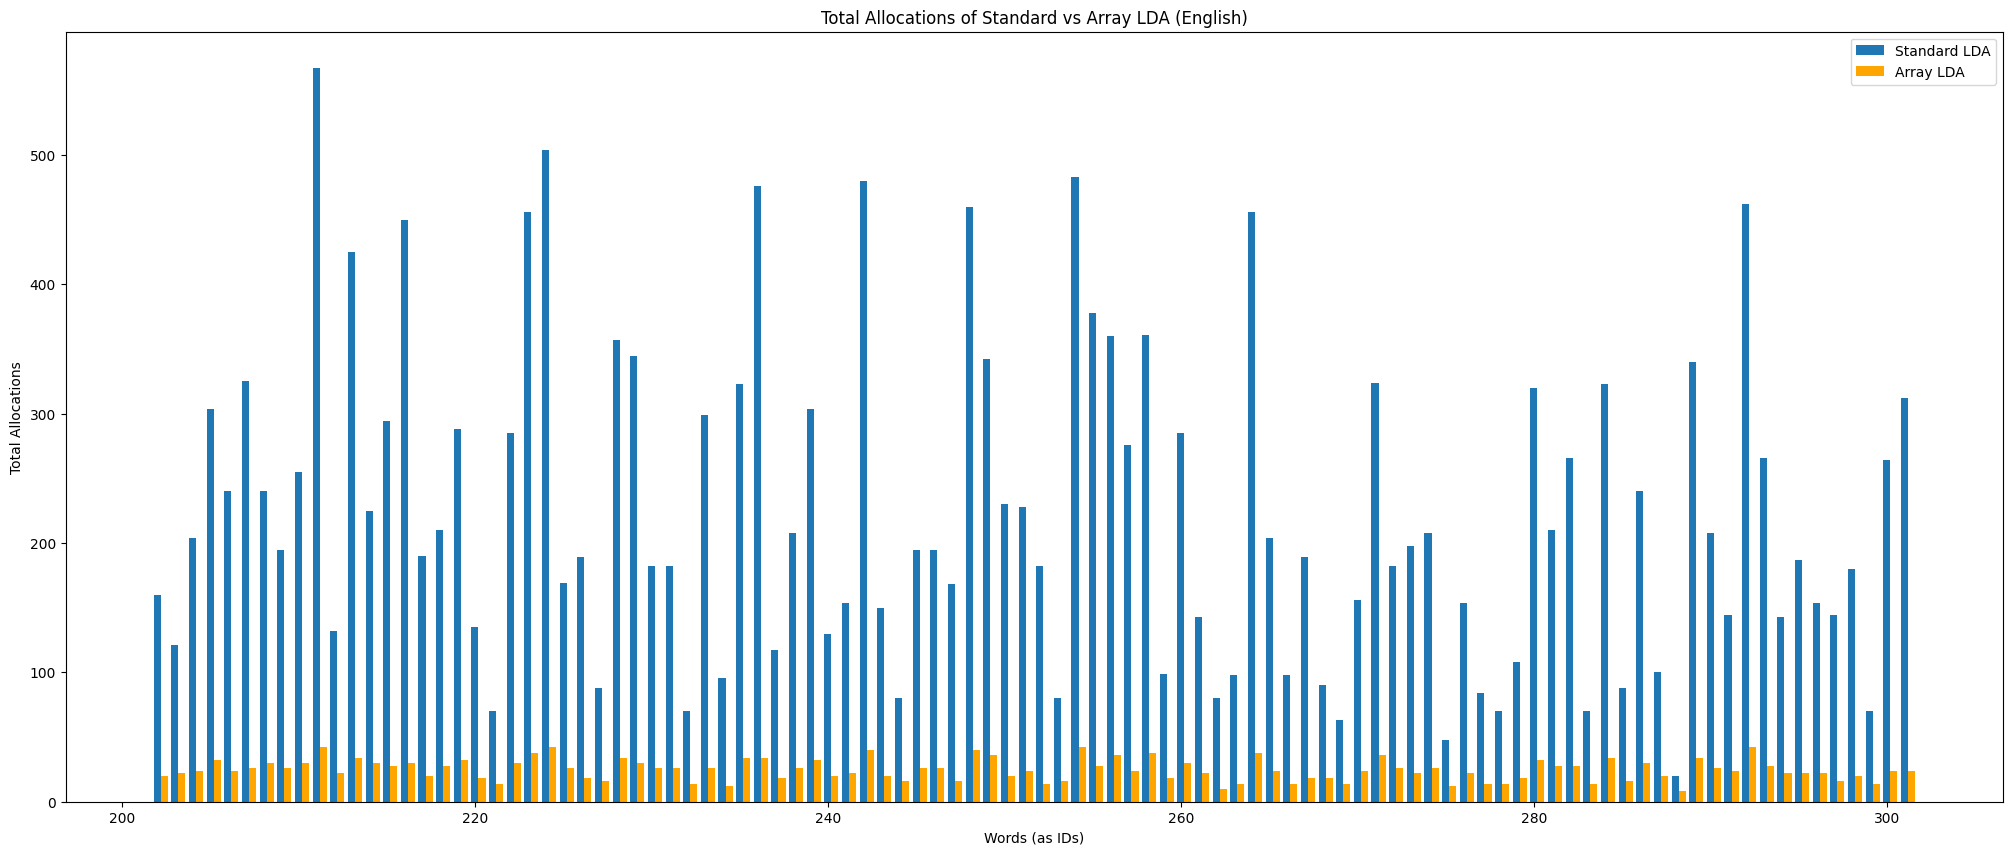 Total Allocations of Standard vs Array LDA (English)
Standard LDA
Array LDA
Total Allocations
500
400
300
200
100
0
200 220 240 260 280 300
Words (as IDs)